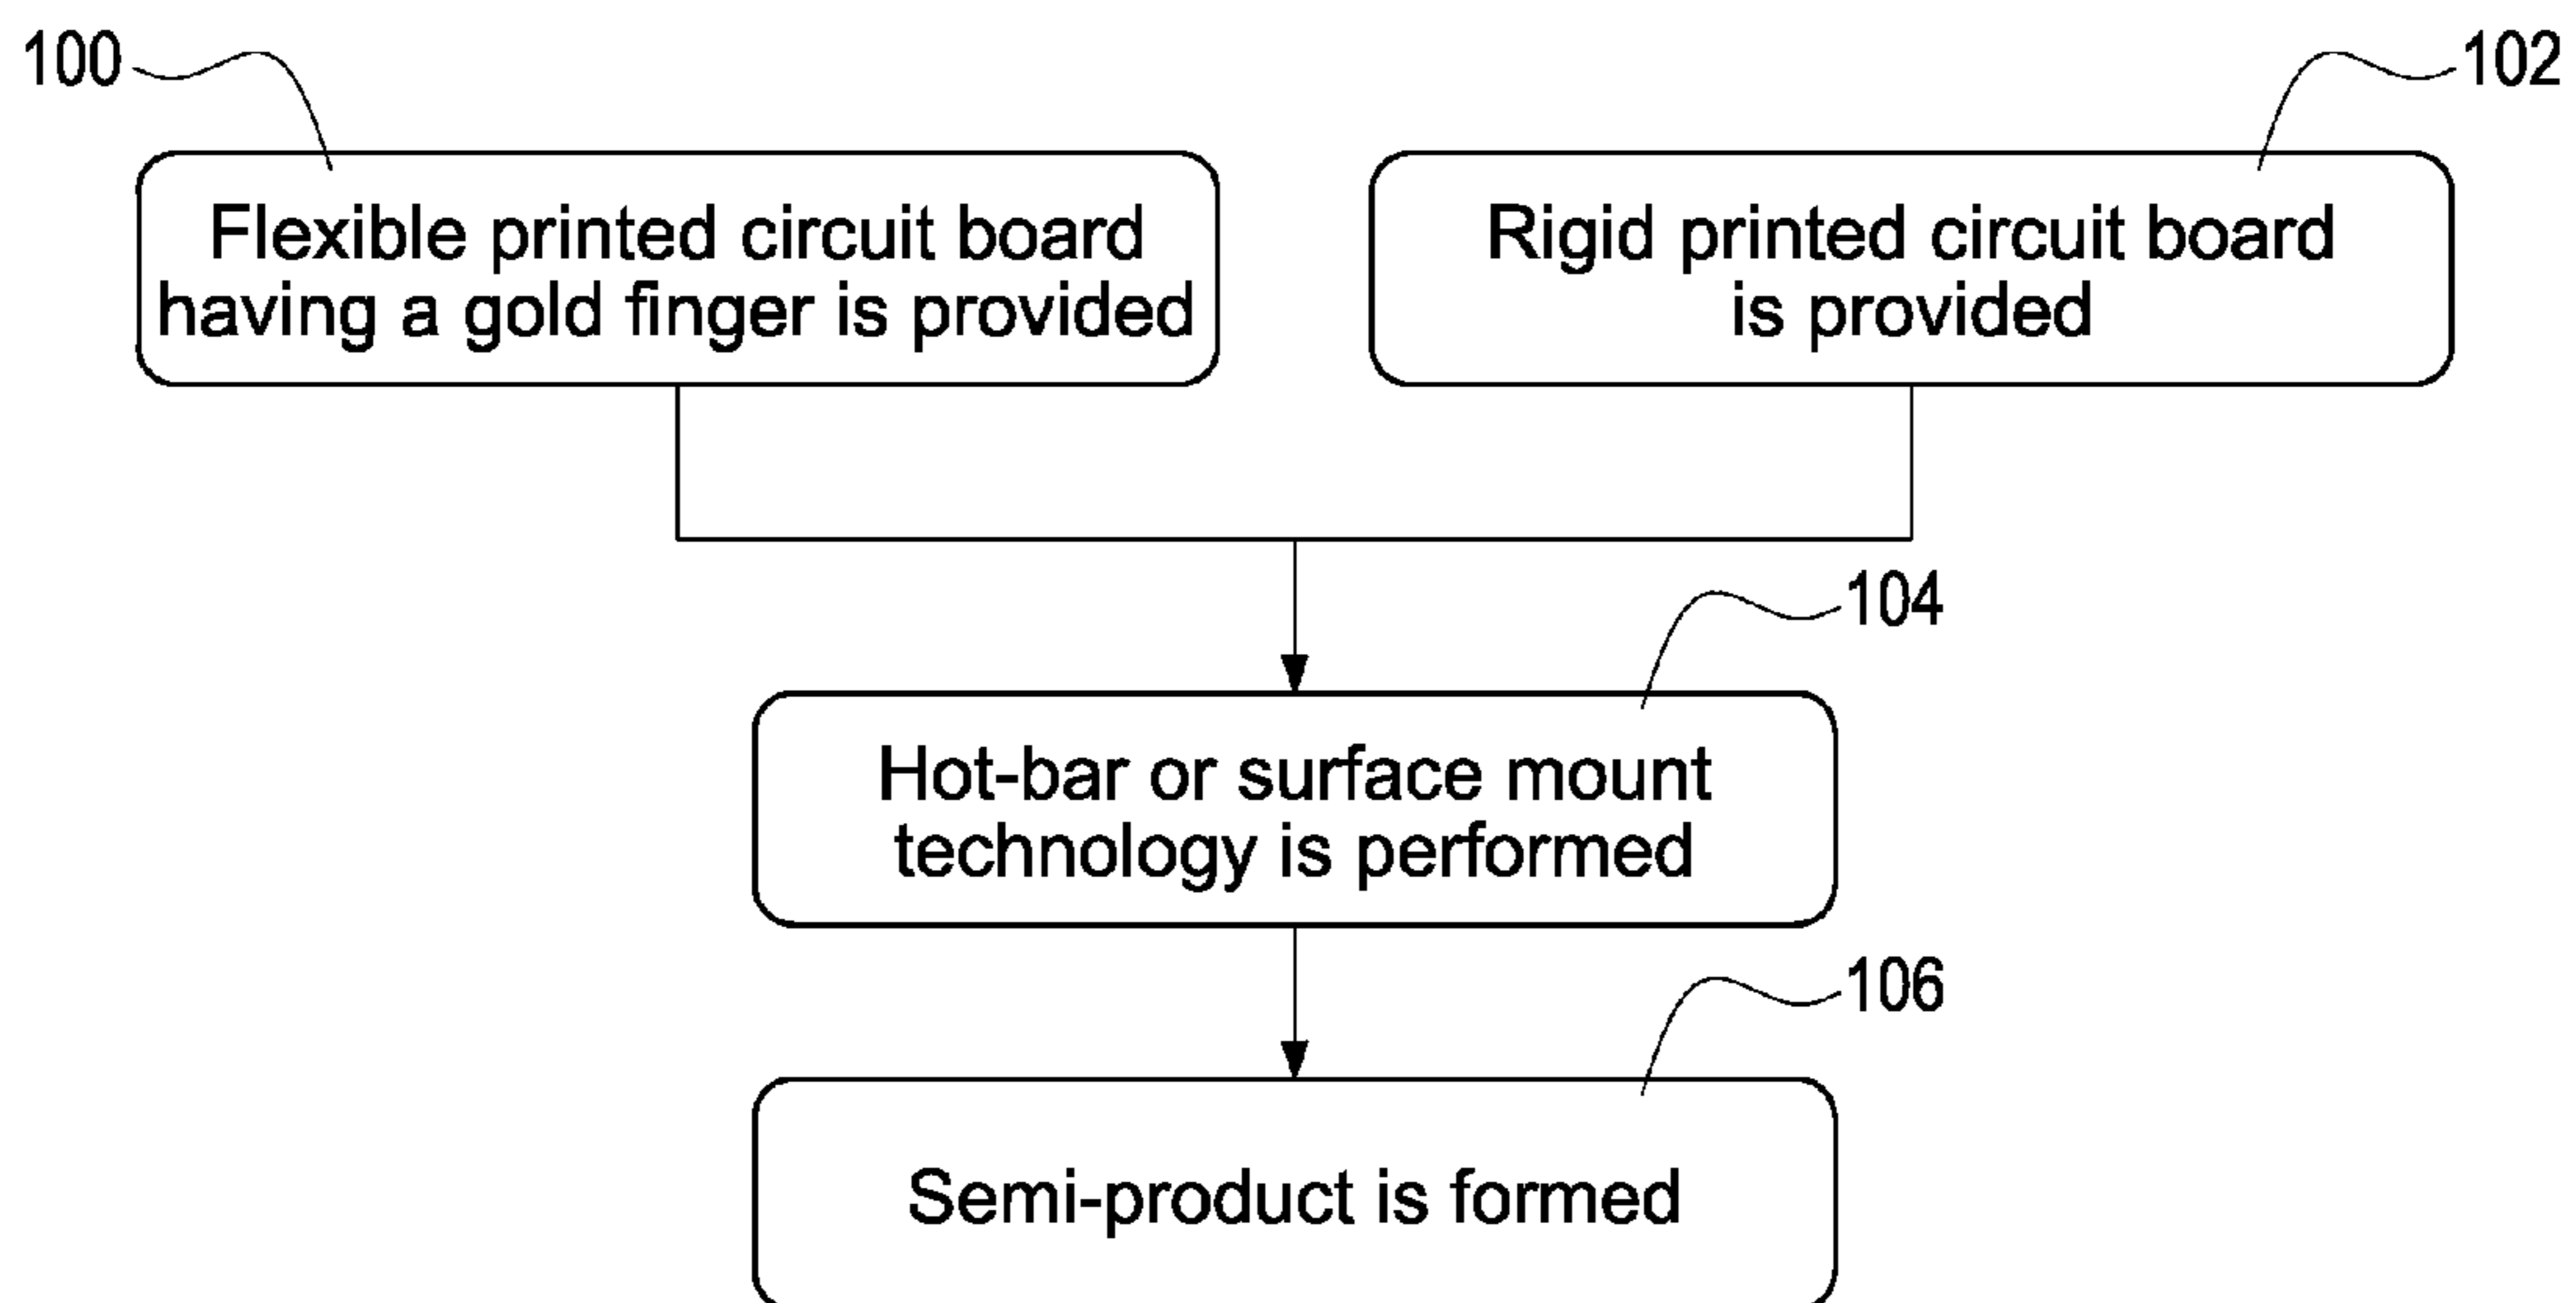 100
102
Flexible printed circuit board
having a gold finger is provided
Rigid printed circuit board
is provided
104
Hot-bar or surface mount
technology is performed
106
Semi-product is formed